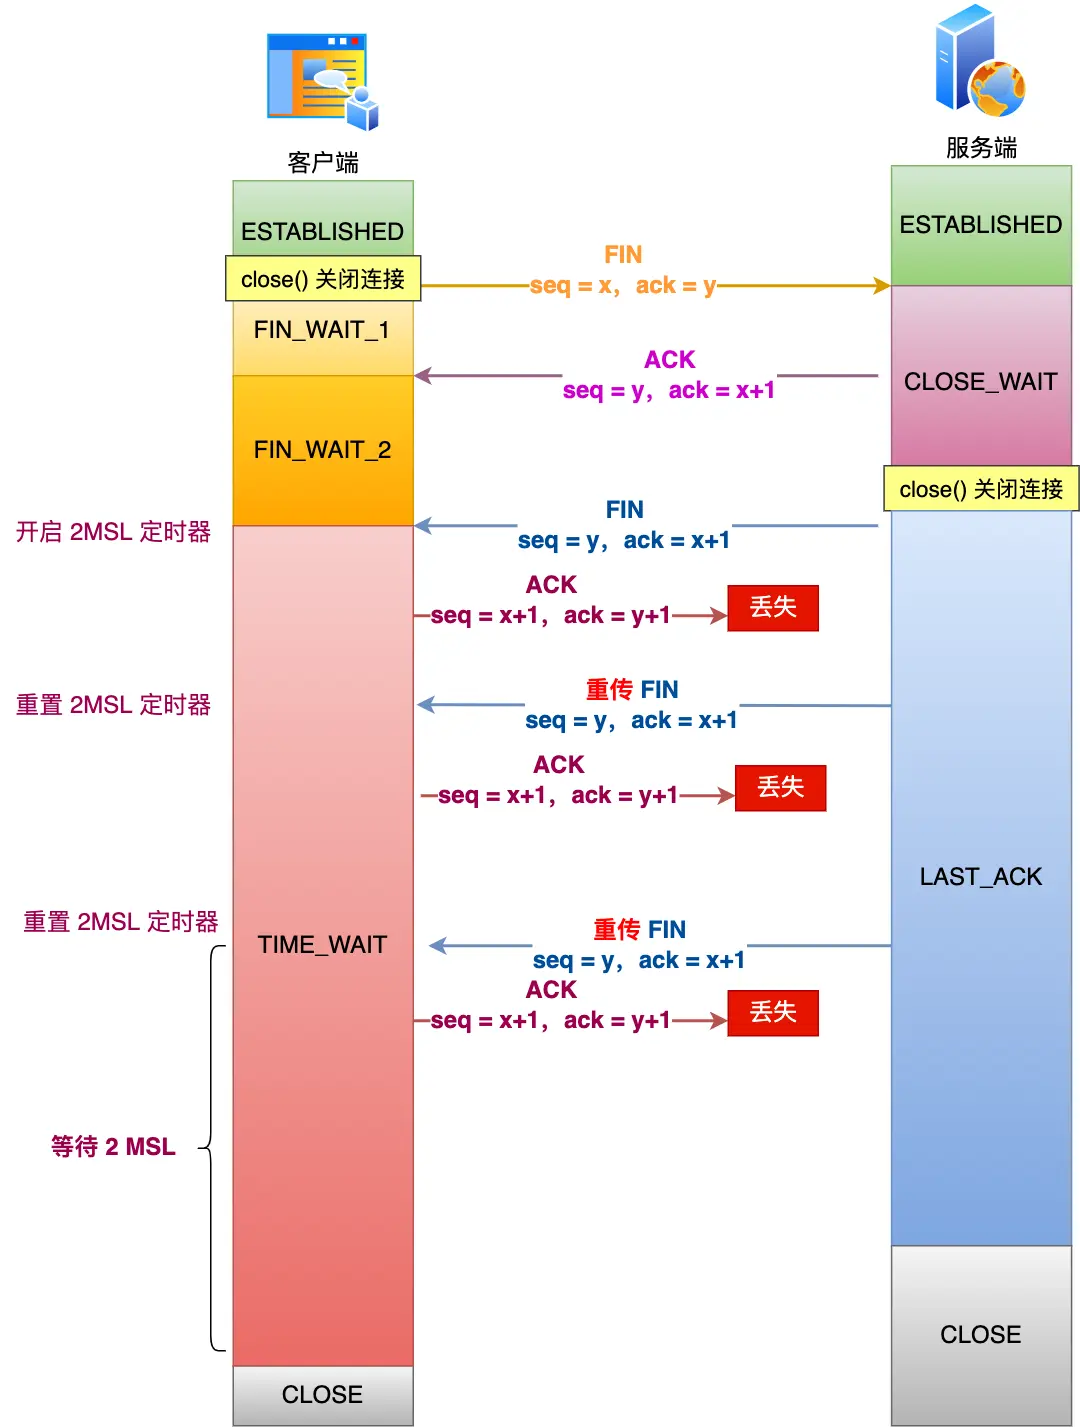 客户端
服务端
ESTABLISHED
ESTABLISHED
close() 关闭连接
FIN
seq = x, ack = y
FIN_WAIT_1
ACK
seq = y, ack = x+1
CLOSE_WAIT
FIN_WAIT_2
close() 关闭连接
开启 2MSL 定时器
FIN
seq = y, ack = x+1
ACK
seq = x+1, ack = y+1
丢失
重置 2MSL 定时器
重传 FIN
seq = y, ack = x+1
ACK
seq = x+1, ack = y+1
丢失
LAST_ACK
重置 2MSL 定时器
TIME_WAIT
重传 FIN
seq = y, ack = x+1
ACK
seq = x+1, ack = y+1
丢失
等待 2 MSL
CLOSE
CLOSE